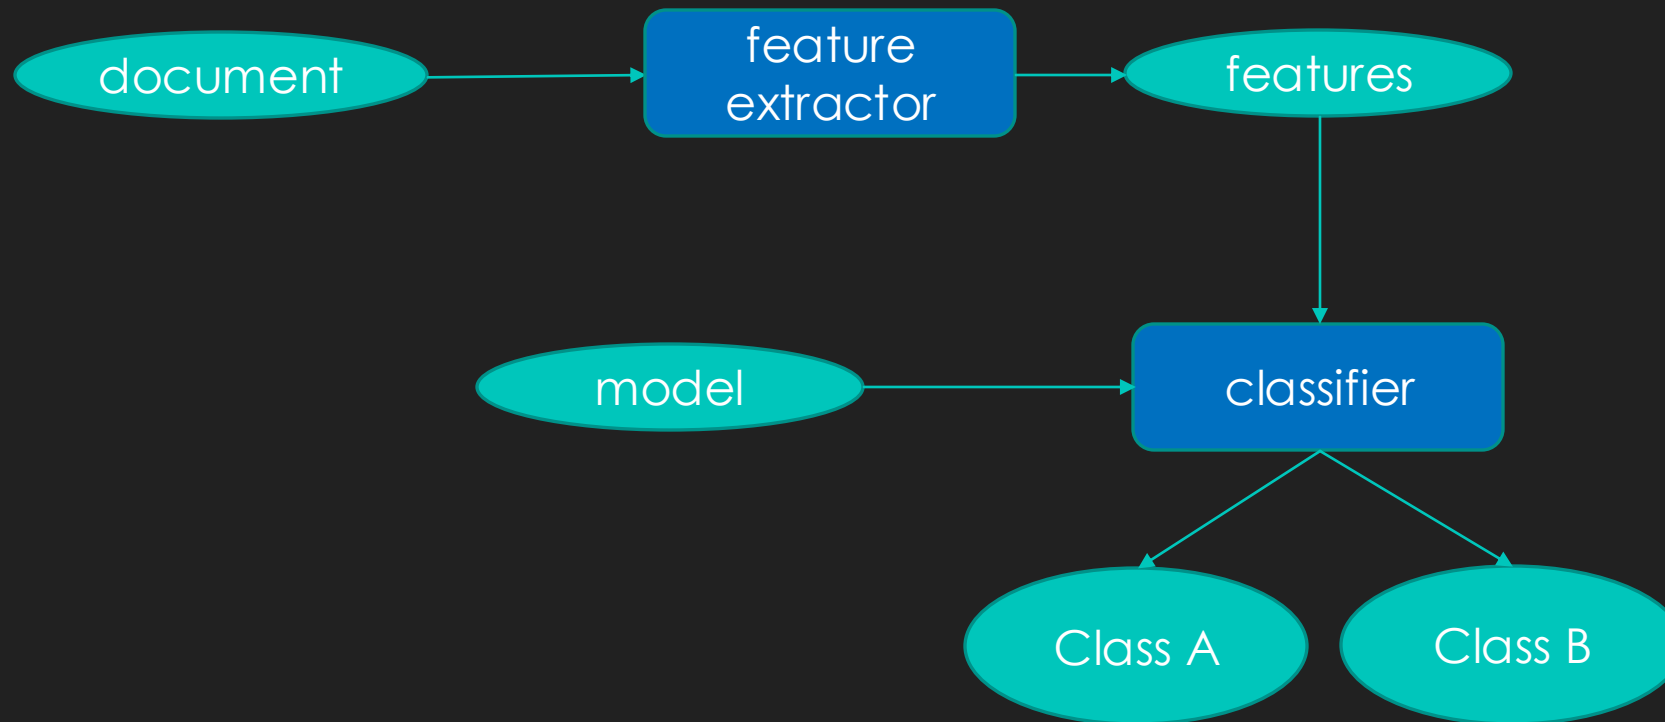 document
feature
extractor
features
model
classifier
Class A
Class B